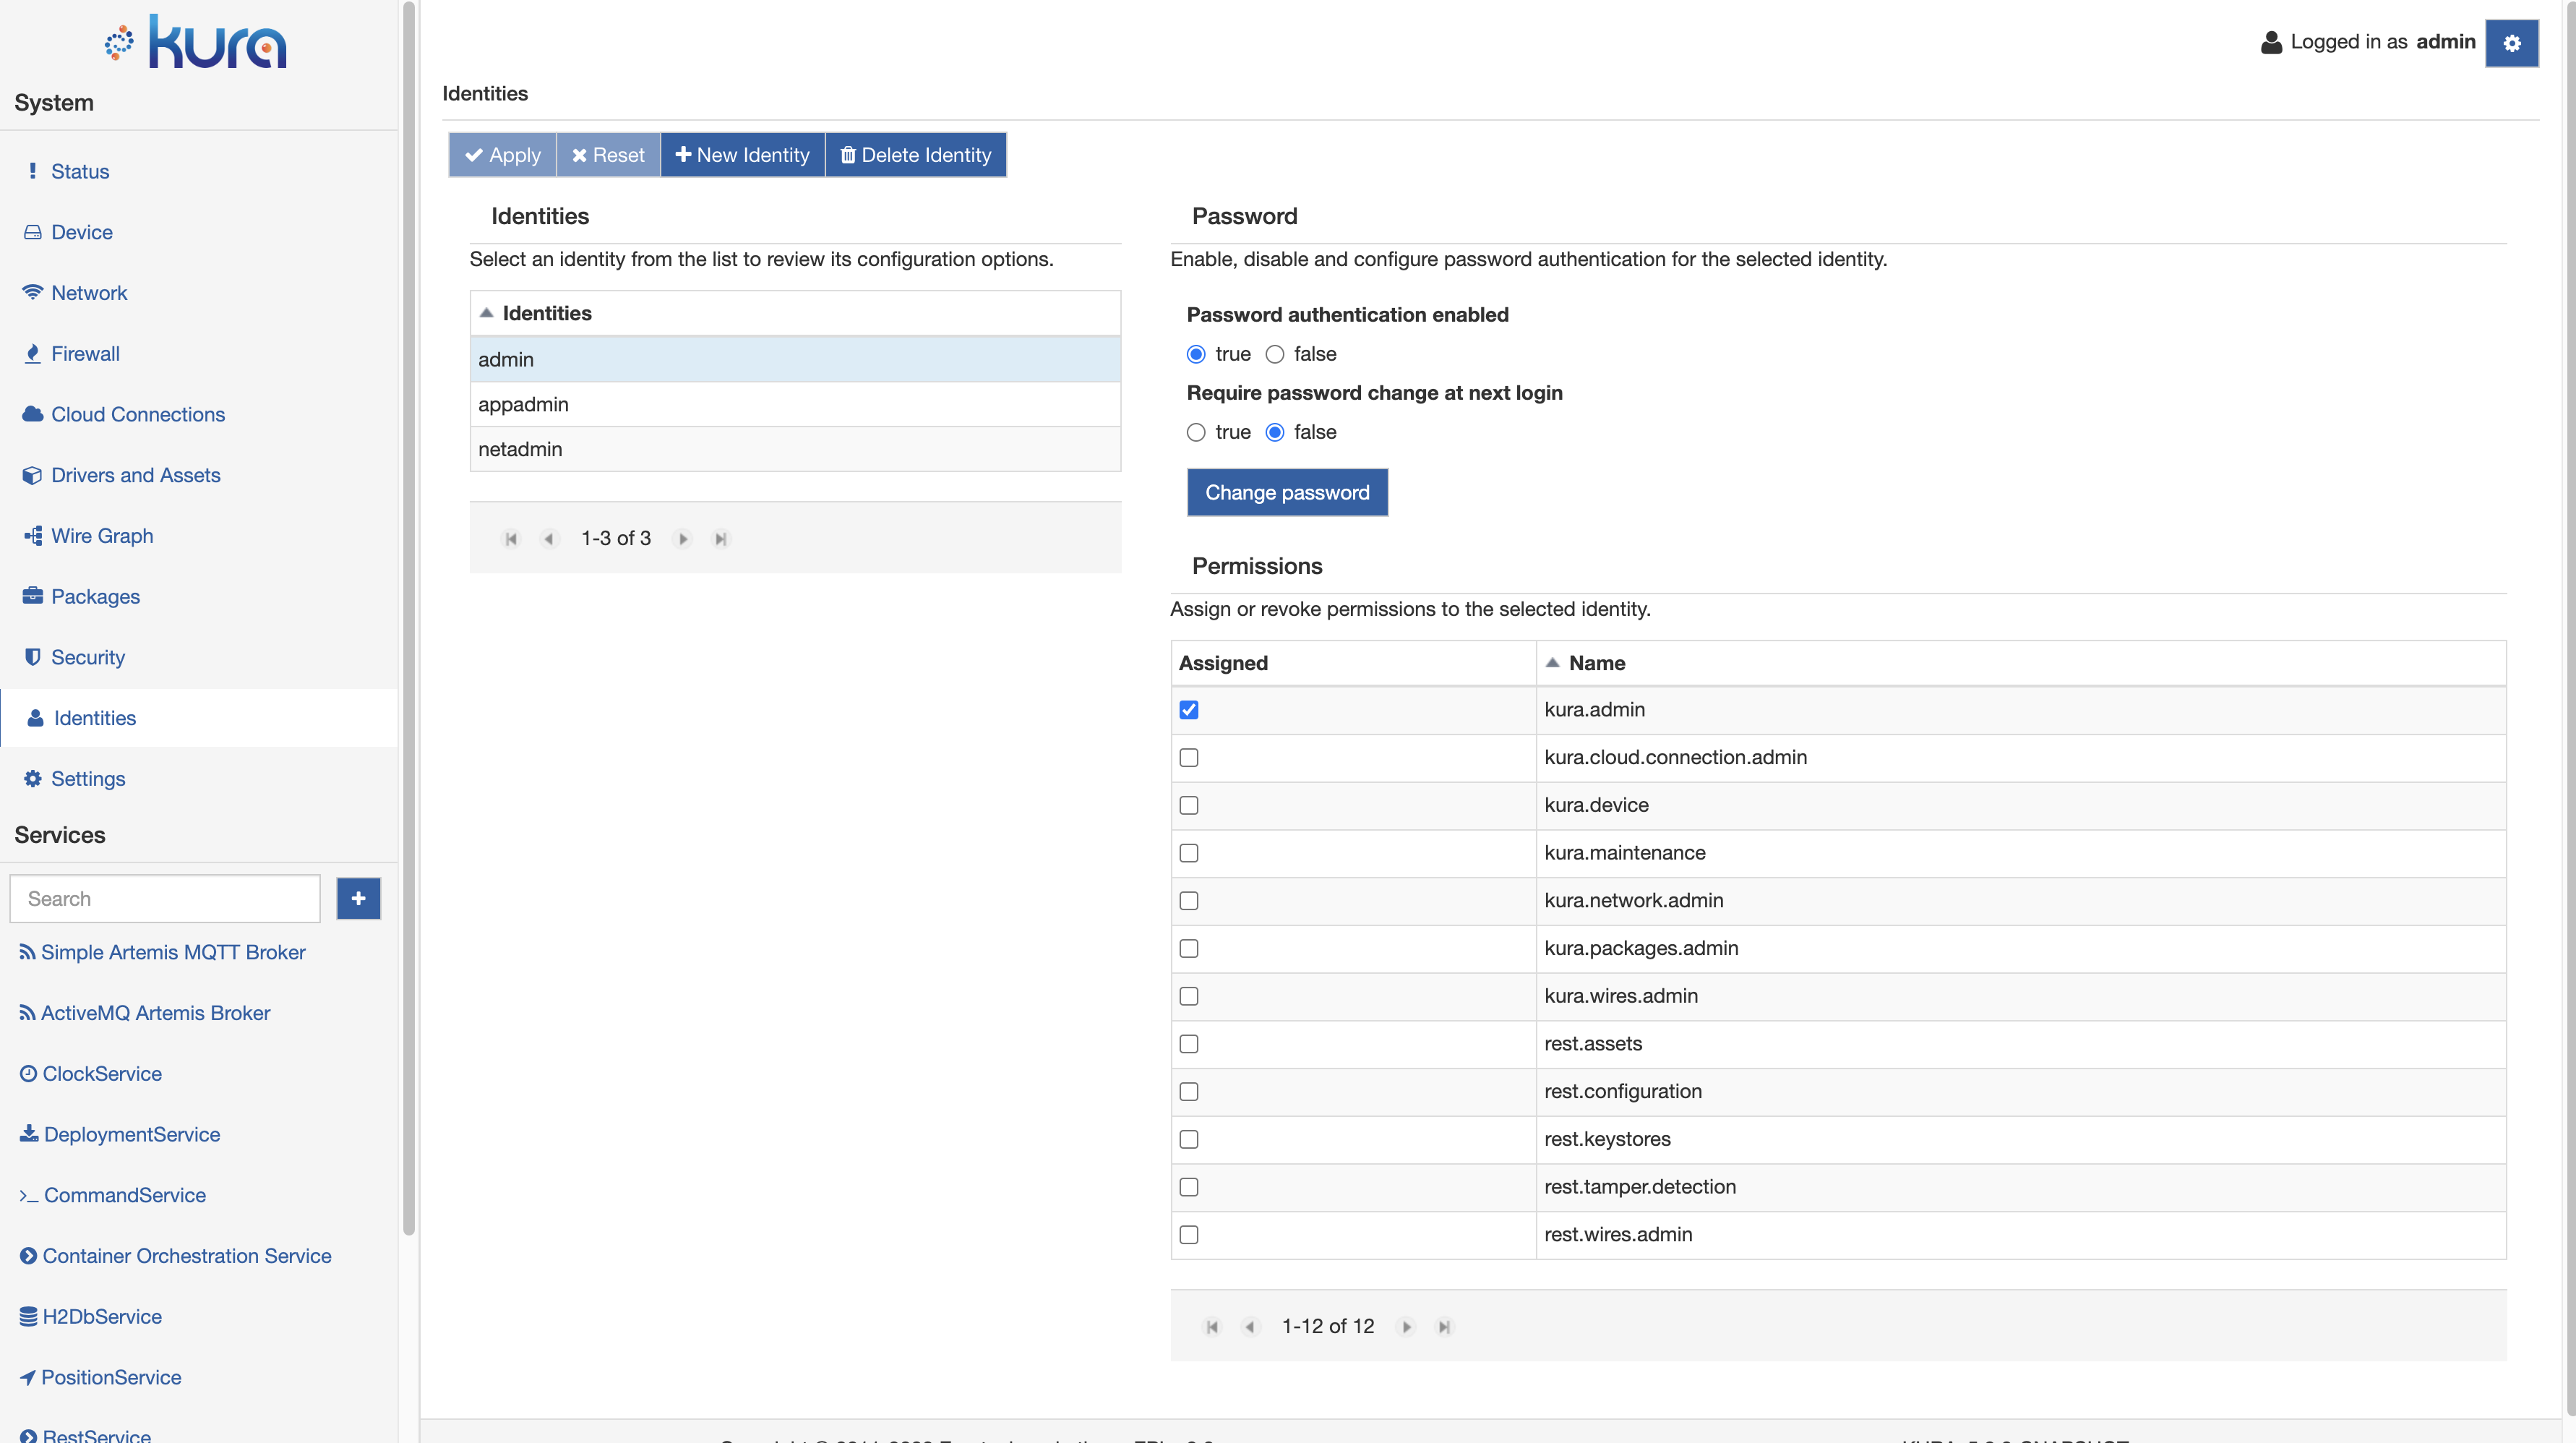 kura
System
Status
Device
Network
Firewall
Cloud Connections
Drivers and Assets
Wire Graph
Packages
Security
Identities
Settings
Services
Search
Simple Artemis MQTT Broker
ActiveMQ Artemis Broker
ClockService
DeploymentService
CommandService
Container Orchestration Service
H2DbService
PositionService
RestService
Logged in as admin
Identities
Apply Reset New Identity Delete Identity
Identities
Select an identity from the list to review its configuration options.
Identities
admin
appadmin
netadmin
1-3 of 3
Password
Enable, disable and configure password authentication for the selected identity.
Password authentication enabled
true false
Require password change at next login
true false
Change password
Permissions
Assign or revoke permissions to the selected identity.
Assigned Name
kura.admin
kura.cloud.connection.admin
kura.device
kura.maintenance
kura.network.admin
kura.packages.admin
kura.wires.admin
rest.assets
rest.configuration
rest.keystores
rest.tamper.detection
rest.wires.admin
1-12 of 12